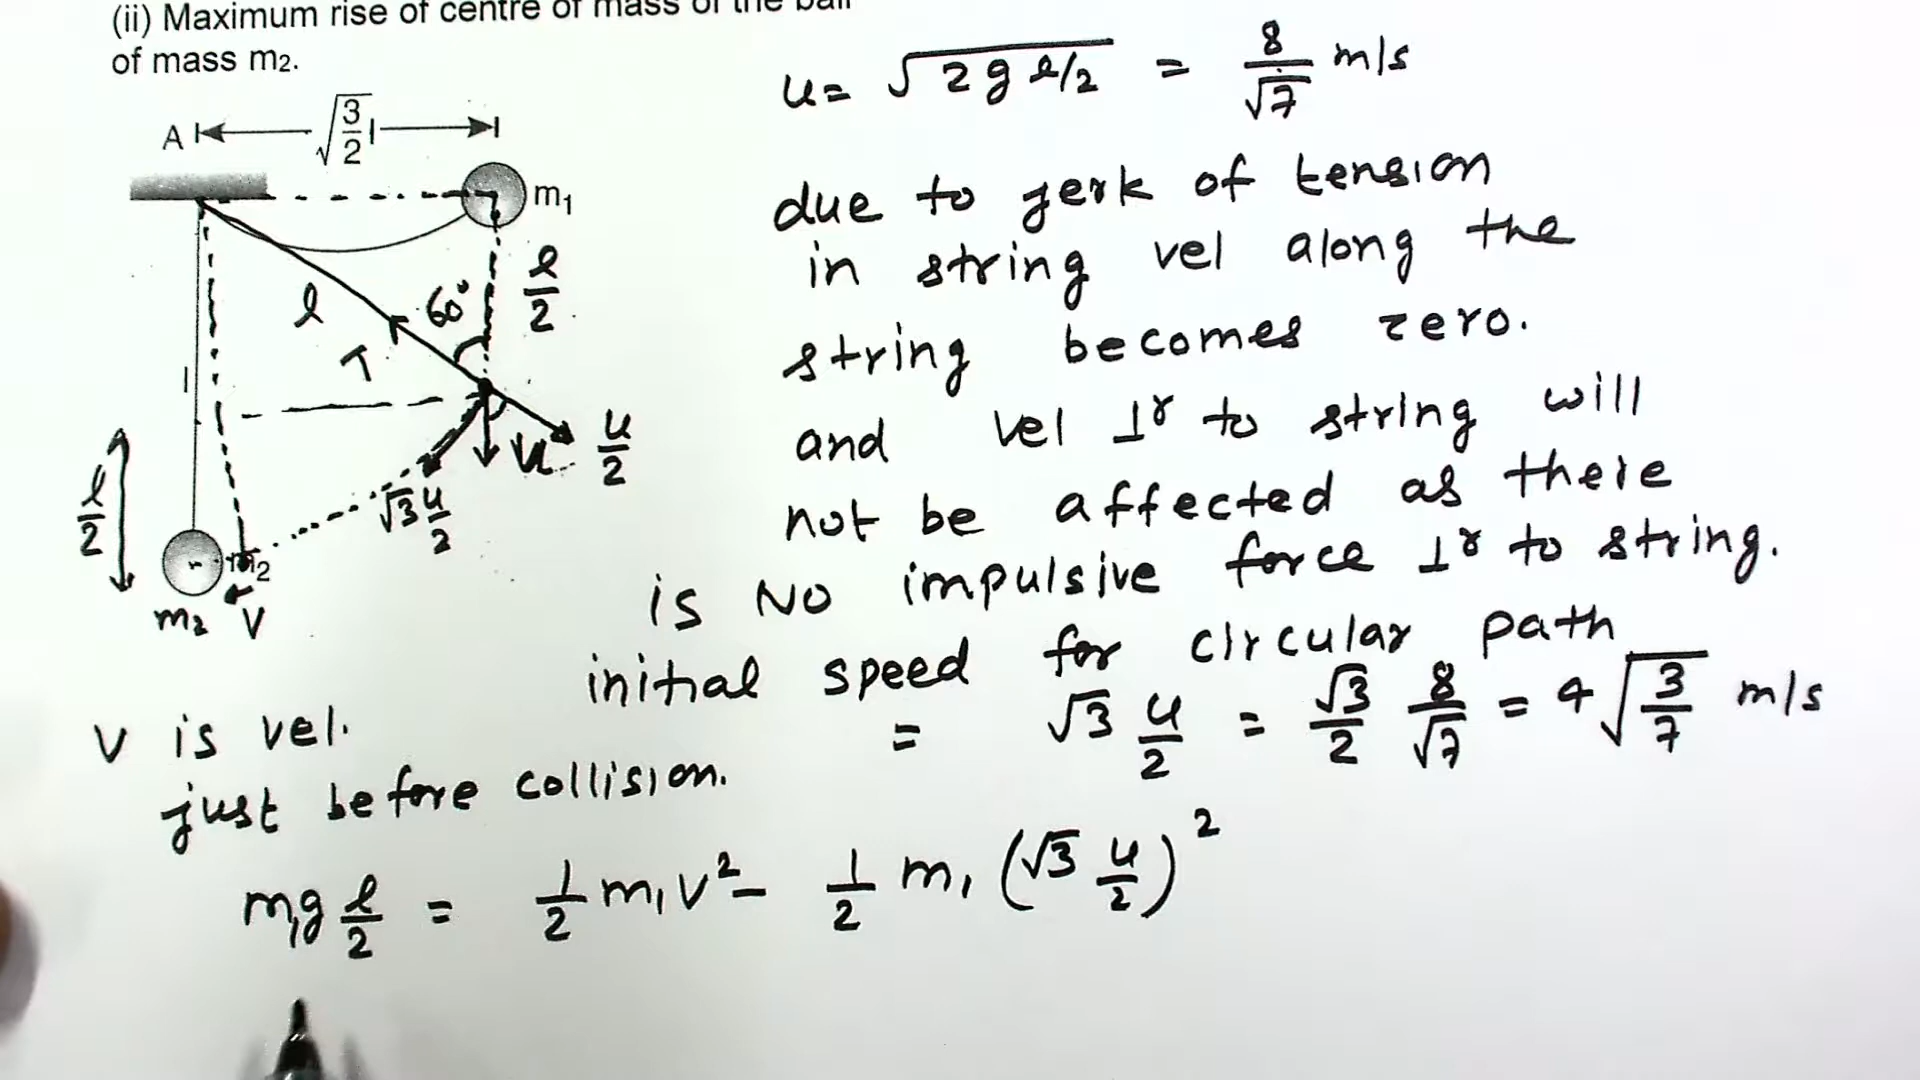 (ii) Maximum rise of centre of mass of the ball
of mass m₂.
A
√(3/2) l
m₁
l/2
l
60°
T
u
u/2
√3 u/2
l
l/2
m₂
m₂ V
u = √(2 g l/2) = 8/√7 m/s
due to jerk of tension
in string vel along the
string becomes zero.
and vel ⊥r to string will
not be affected as there
is NO impulsive force ⊥r to string.
initial speed for circular path
= √3 u/2 = √3/2 8/√7 = 4 √(3/7) m/s
V is vel.
just before collision.
m₁g l/2 = 1/2 m₁v² - 1/2 m₁ (√3 u/2)²